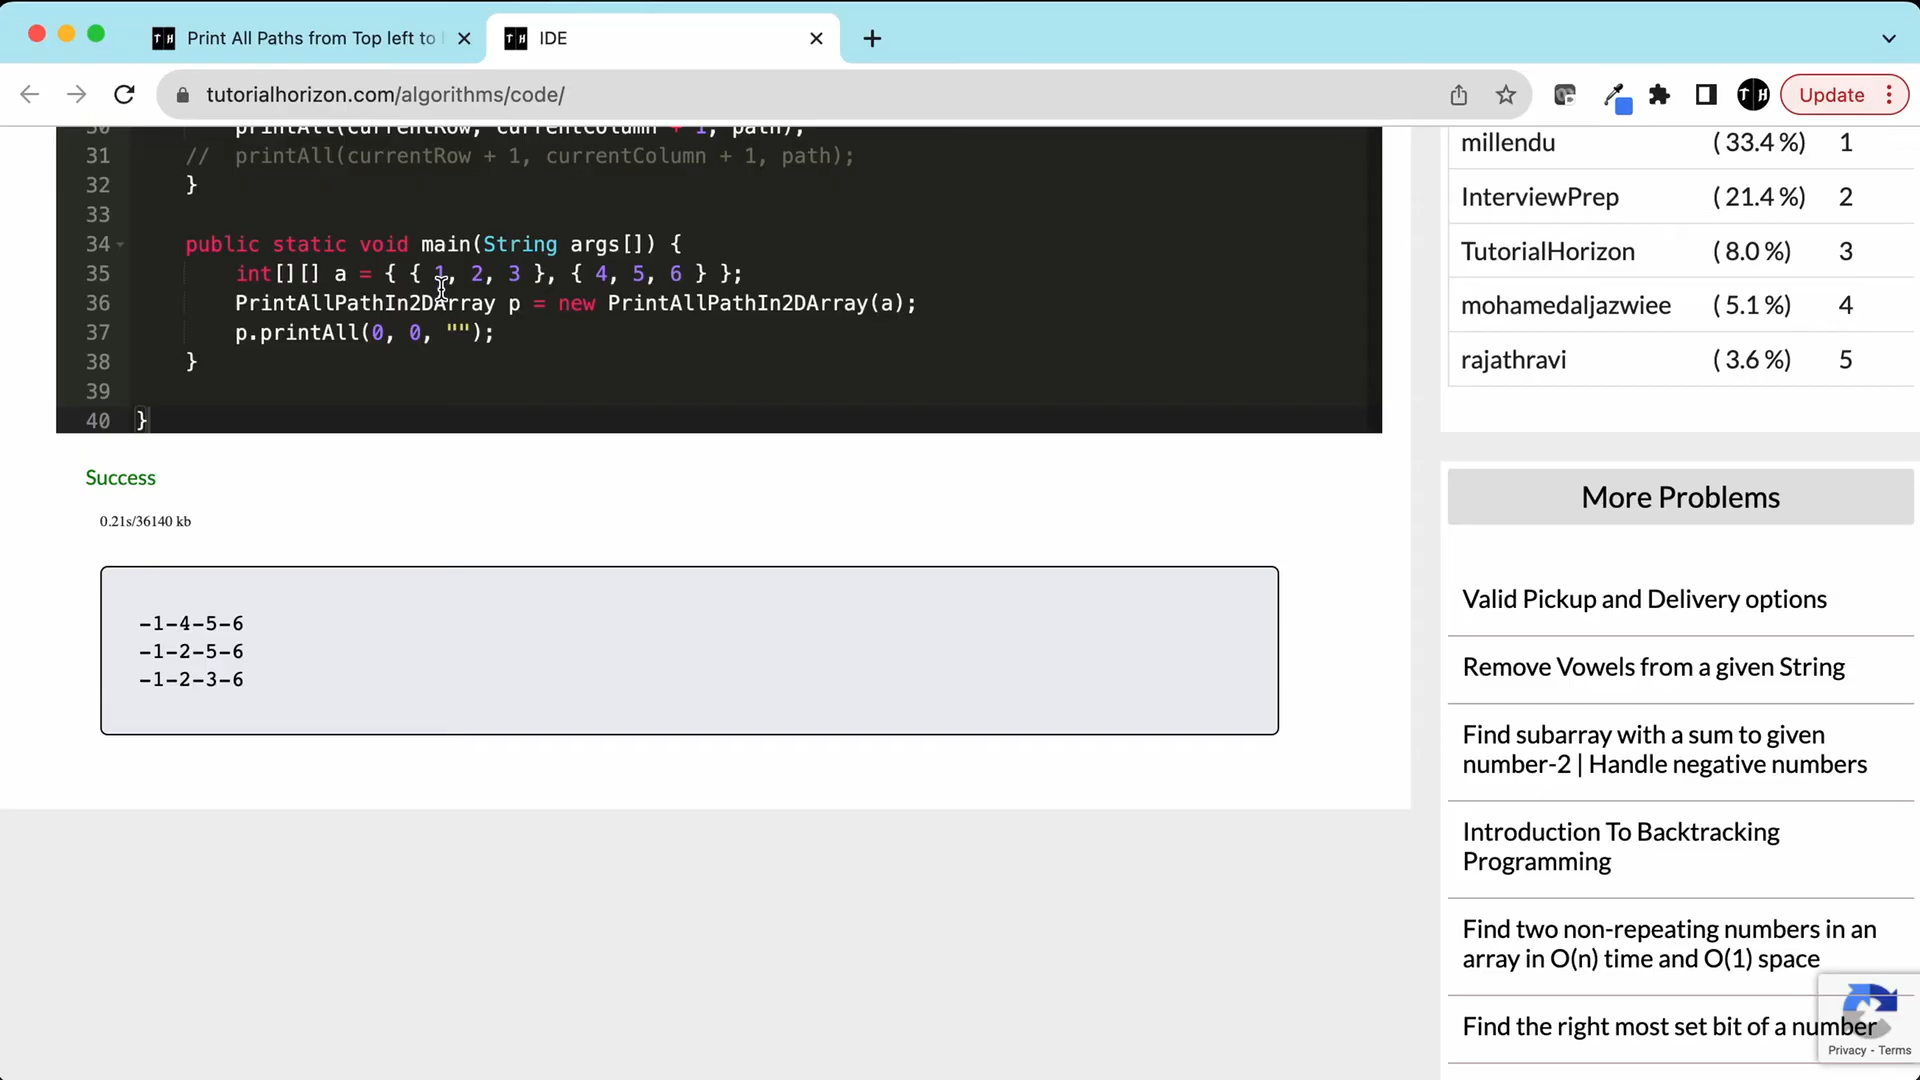 Print All Paths from Top left to
IDE
tutorialhorizon.com/algorithms/code/
Update
30 printAll(currentRow, currentColumn + 1, path);
31 // printAll(currentRow + 1, currentColumn + 1, path);
32 }
33
34 public static void main(String args[]) {
35 int[][] a = { { 1, 2, 3 }, { 4, 5, 6 } };
36 PrintAllPathIn2DArray p = new PrintAllPathIn2DArray(a);
37 p.printAll(0, 0, "");
38 }
39
40 }
Success
0.21s/36140 kb
-1-4-5-6
-1-2-5-6
-1-2-3-6
millendu (33.4 %) 1
InterviewPrep (21.4 %) 2
TutorialHorizon (8.0 %) 3
mohamedaljazwiee (5.1 %) 4
rajathravi (3.6 %) 5
More Problems
Valid Pickup and Delivery options
Remove Vowels from a given String
Find subarray with a sum to given
number-2 | Handle negative numbers
Introduction To Backtracking
Programming
Find two non-repeating numbers in an
array in O(n) time and O(1) space
Find the right most set bit of a number
Privacy - Terms